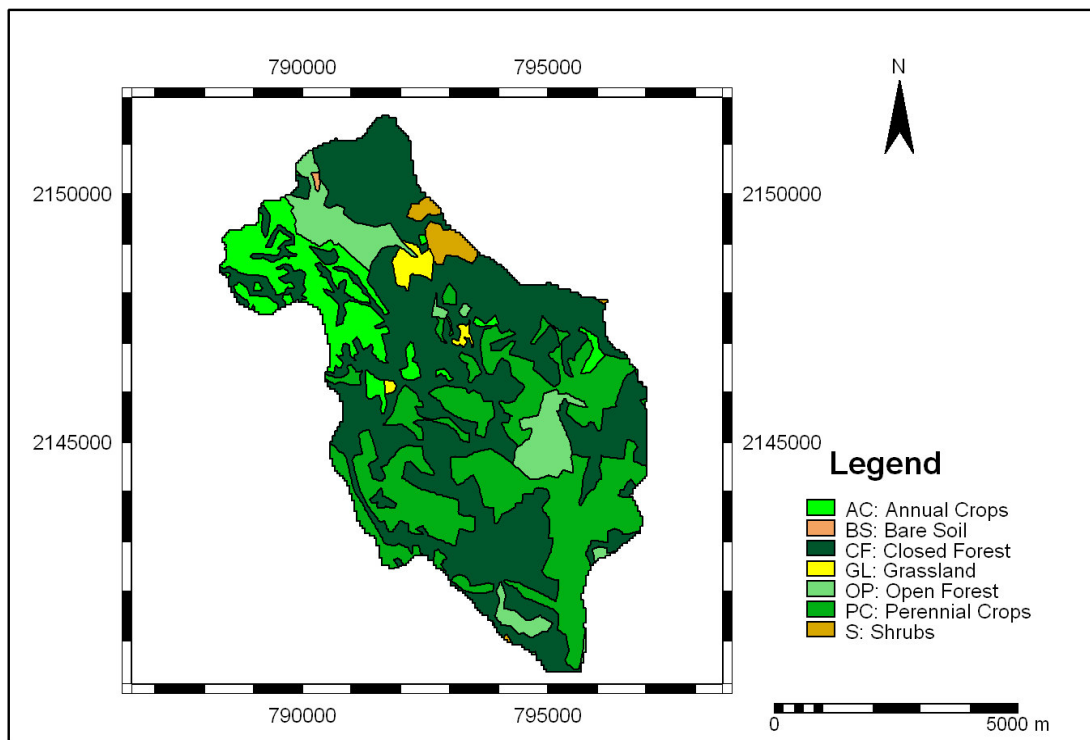 790000 795000
N
2150000 2150000
2145000 2145000
Legend
AC: Annual Crops
BS: Bare Soil
CF: Closed Forest
GL: Grassland
OP: Open Forest
PC: Perennial Crops
S: Shrubs
790000 795000
0 5000 m